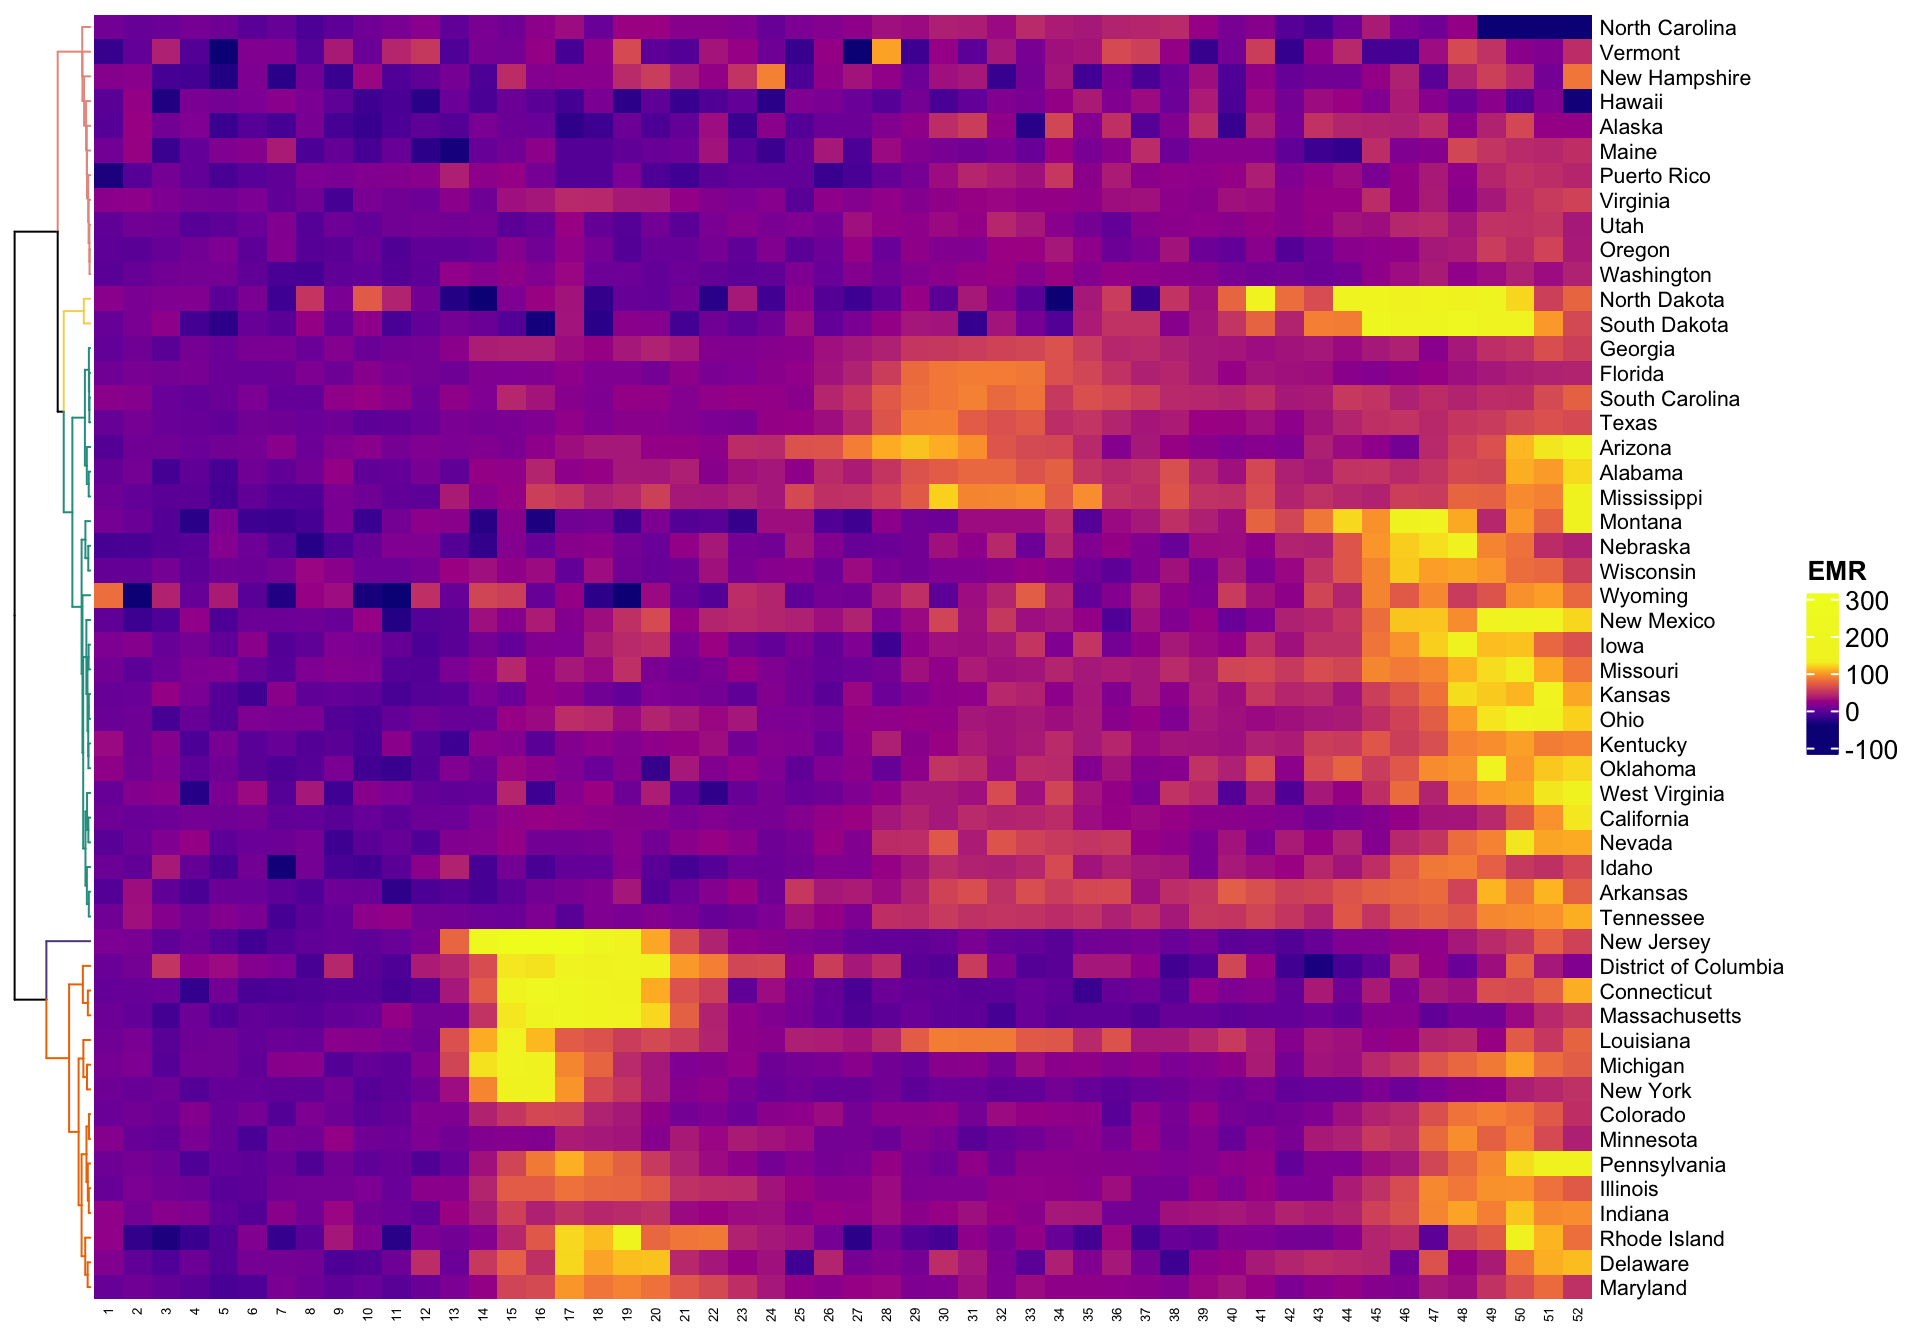 North Carolina
Vermont
New Hampshire
Hawaii
Alaska
Maine
Puerto Rico
Virginia
Utah
Oregon
Washington
North Dakota
South Dakota
Georgia
Florida
South Carolina
Texas
Arizona
Alabama
Mississippi
Montana
Nebraska
Wisconsin
Wyoming
New Mexico
Iowa
Missouri
Kansas
Ohio
Kentucky
Oklahoma
West Virginia
California
Nevada
Idaho
Arkansas
Tennessee
New Jersey
District of Columbia
Connecticut
Massachusetts
Louisiana
Michigan
New York
Colorado
Minnesota
Pennsylvania
Illinois
Indiana
Rhode Island
Delaware
Maryland
EMR
300
200
100
0
-100
1 2 3 4 5 6 7 8 9 10 11 12 13 14 15 16 17 18 19 20 21 22 23 24 25 26 27 28 29 30 31 32 33 34 35 36 37 38 39 40 41 42 43 44 45 46 47 48 49 50 51 52